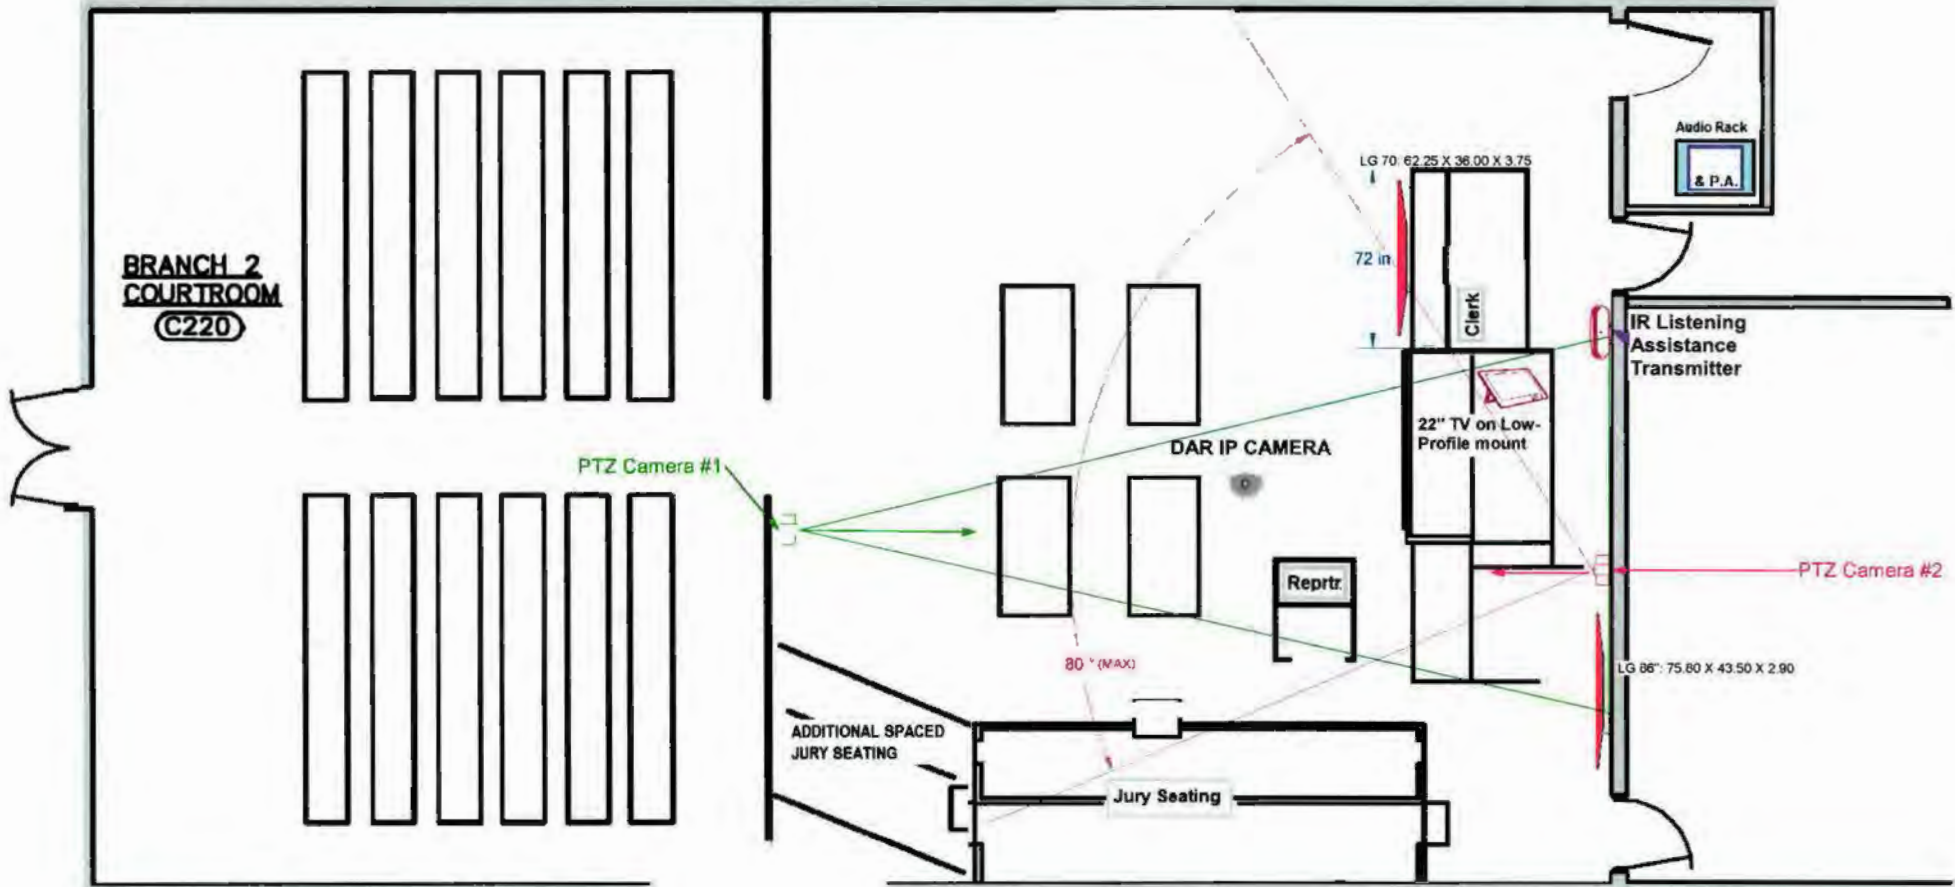 Audio Rack
& P.A.
LG 70: 62.25 X 36.00 X 3.75
BRANCH 2
COURTROOM
C220
72 in
Clerk
IR Listening
Assistance
Transmitter
22" TV on Low-
Profile mount
DAR IP CAMERA
PTZ Camera #1
PTZ Camera #2
Reprtr
80 ° (MAX)
LG 86": 75.60 X 43.50 X 2.90
ADDITIONAL SPACED
JURY SEATING
Jury Seating